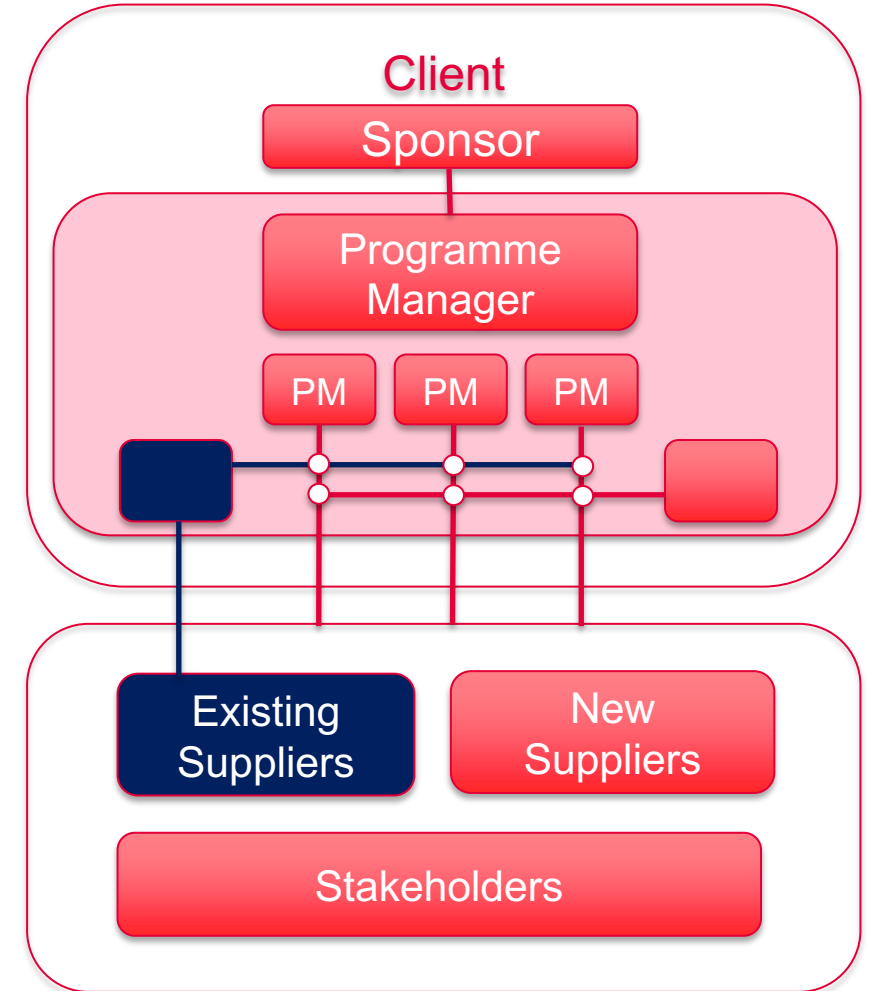 Client
Sponsor
Programme
Manager
PM
PM
PM
Existing
Suppliers
New
Suppliers
Stakeholders